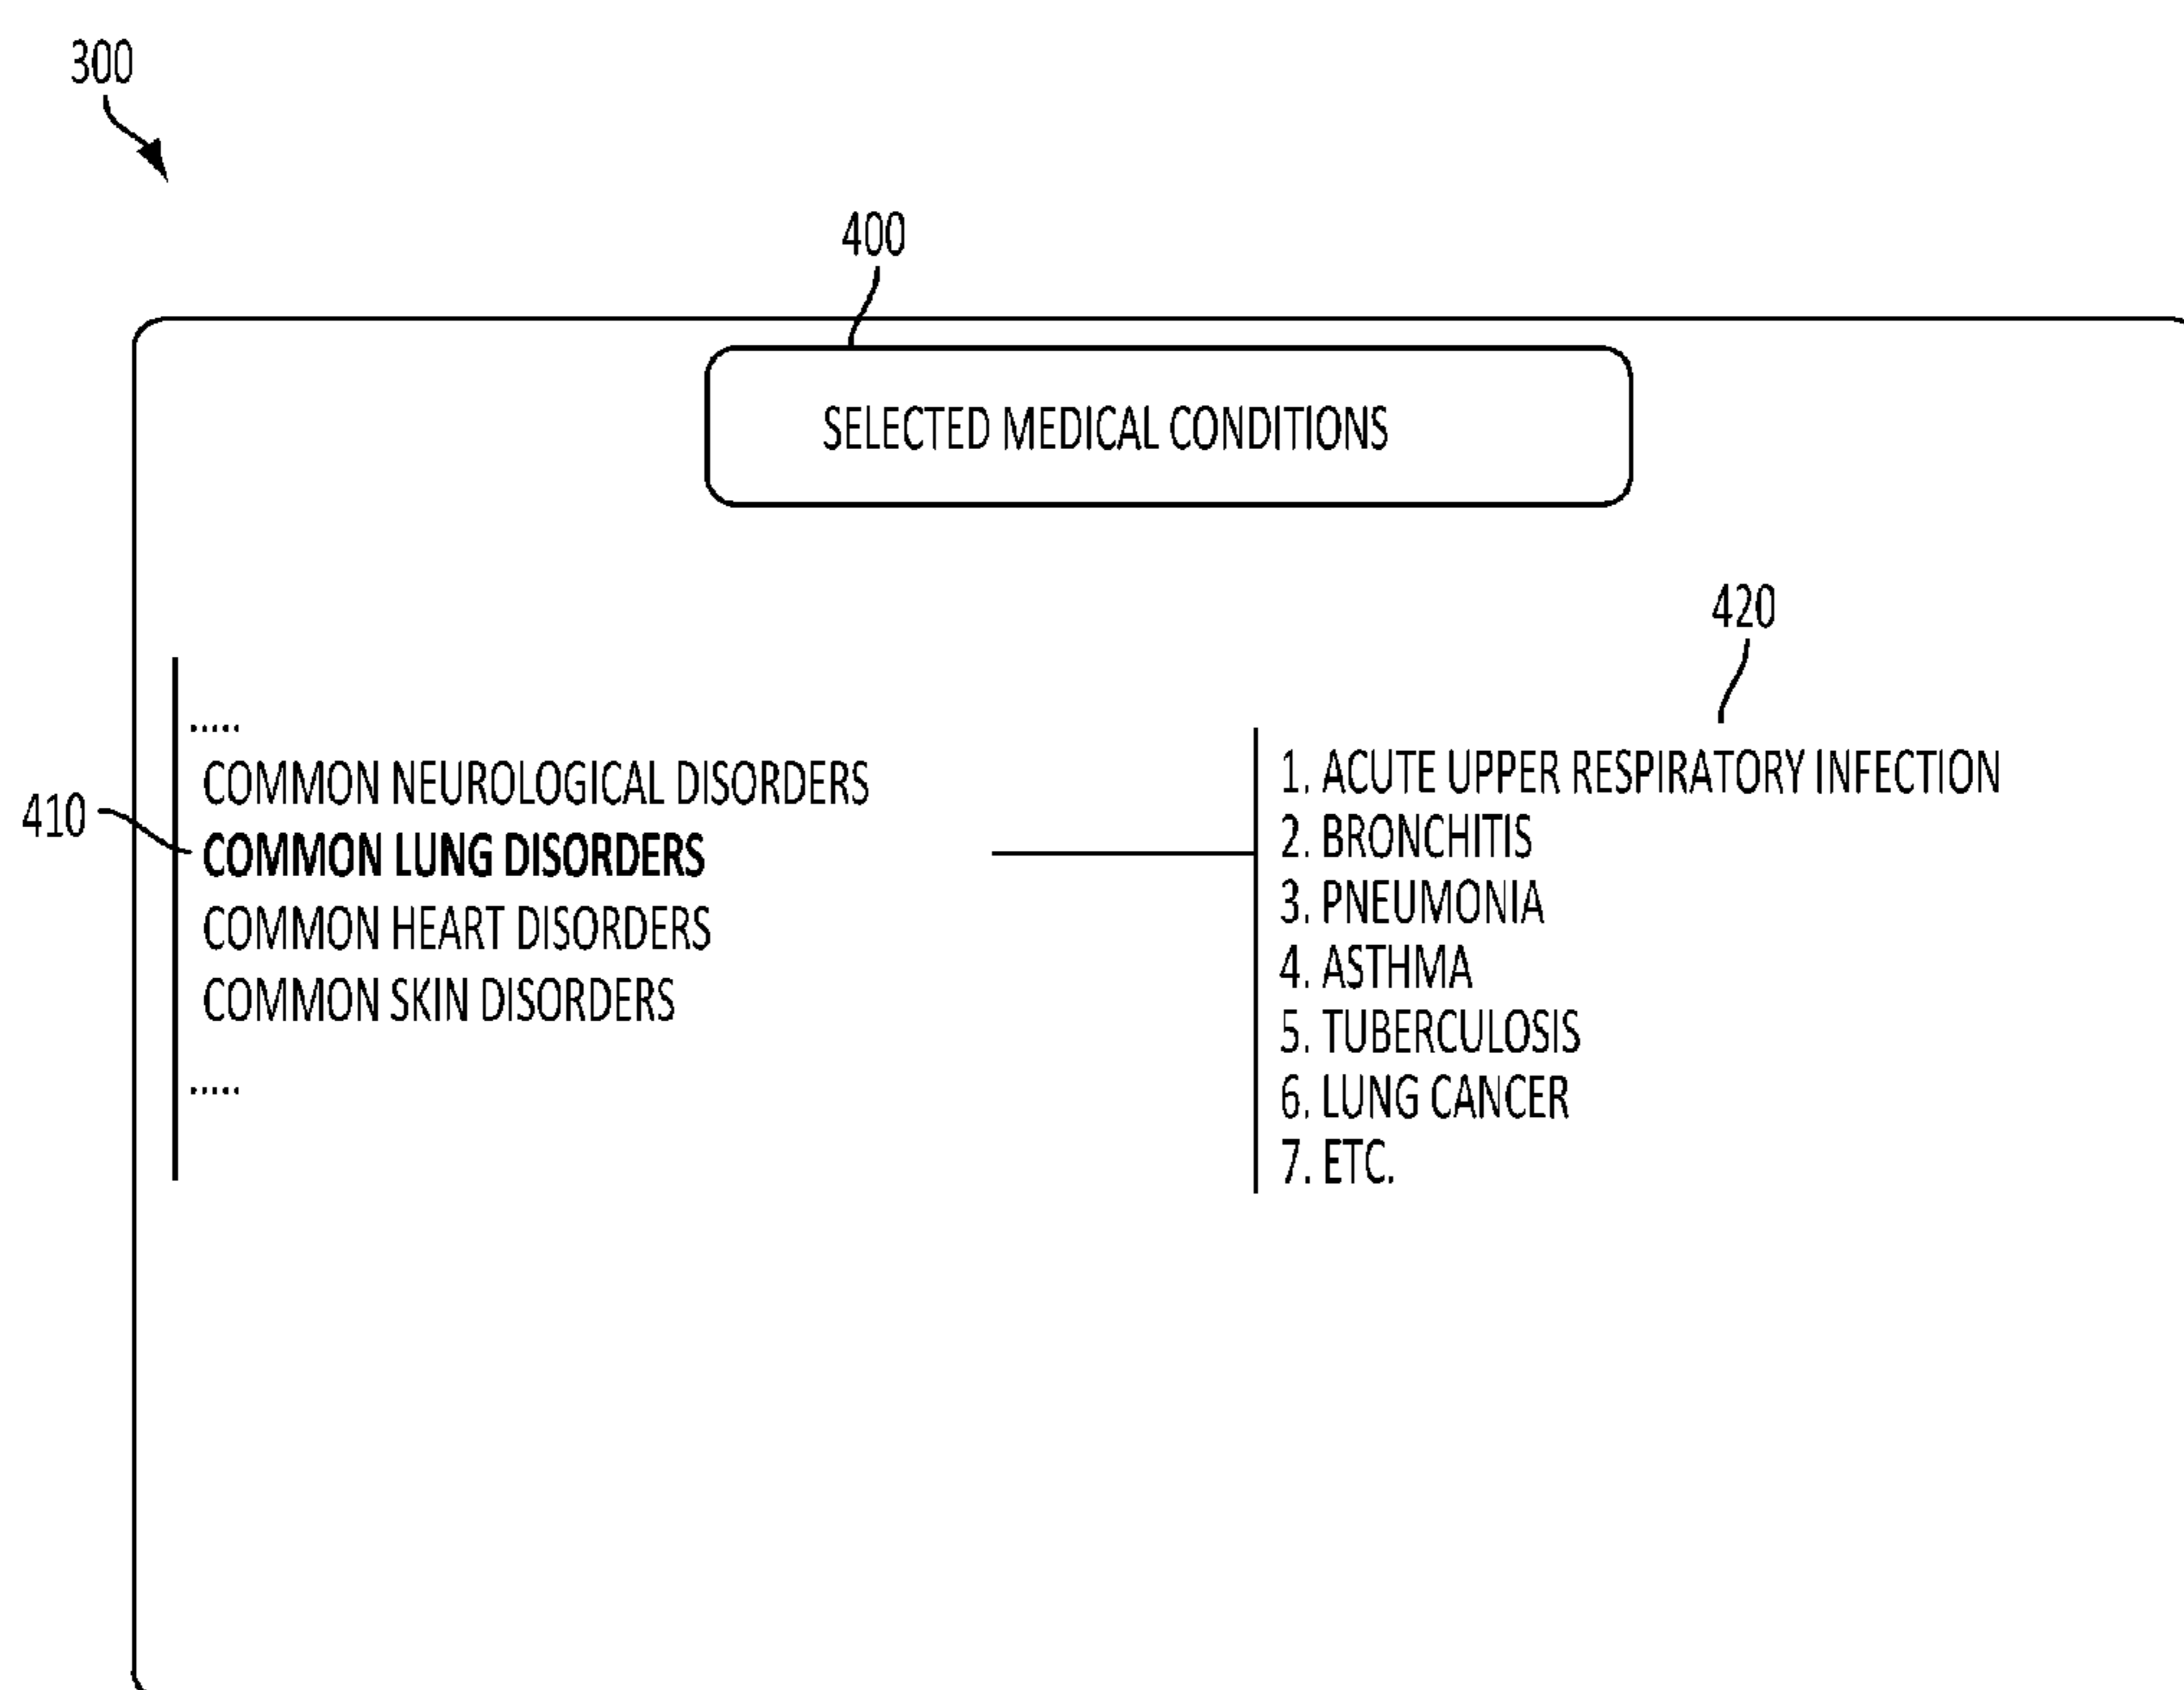 300
400
SELECTED MEDICAL CONDITIONS
420
.....
COMMON NEUROLOGICAL DISORDERS
410
COMMON LUNG DISORDERS
COMMON HEART DISORDERS
COMMON SKIN DISORDERS
.....
1. ACUTE UPPER RESPIRATORY INFECTION
2. BRONCHITIS
3. PNEUMONIA
4. ASTHMA
5. TUBERCULOSIS
6. LUNG CANCER
7. ETC.